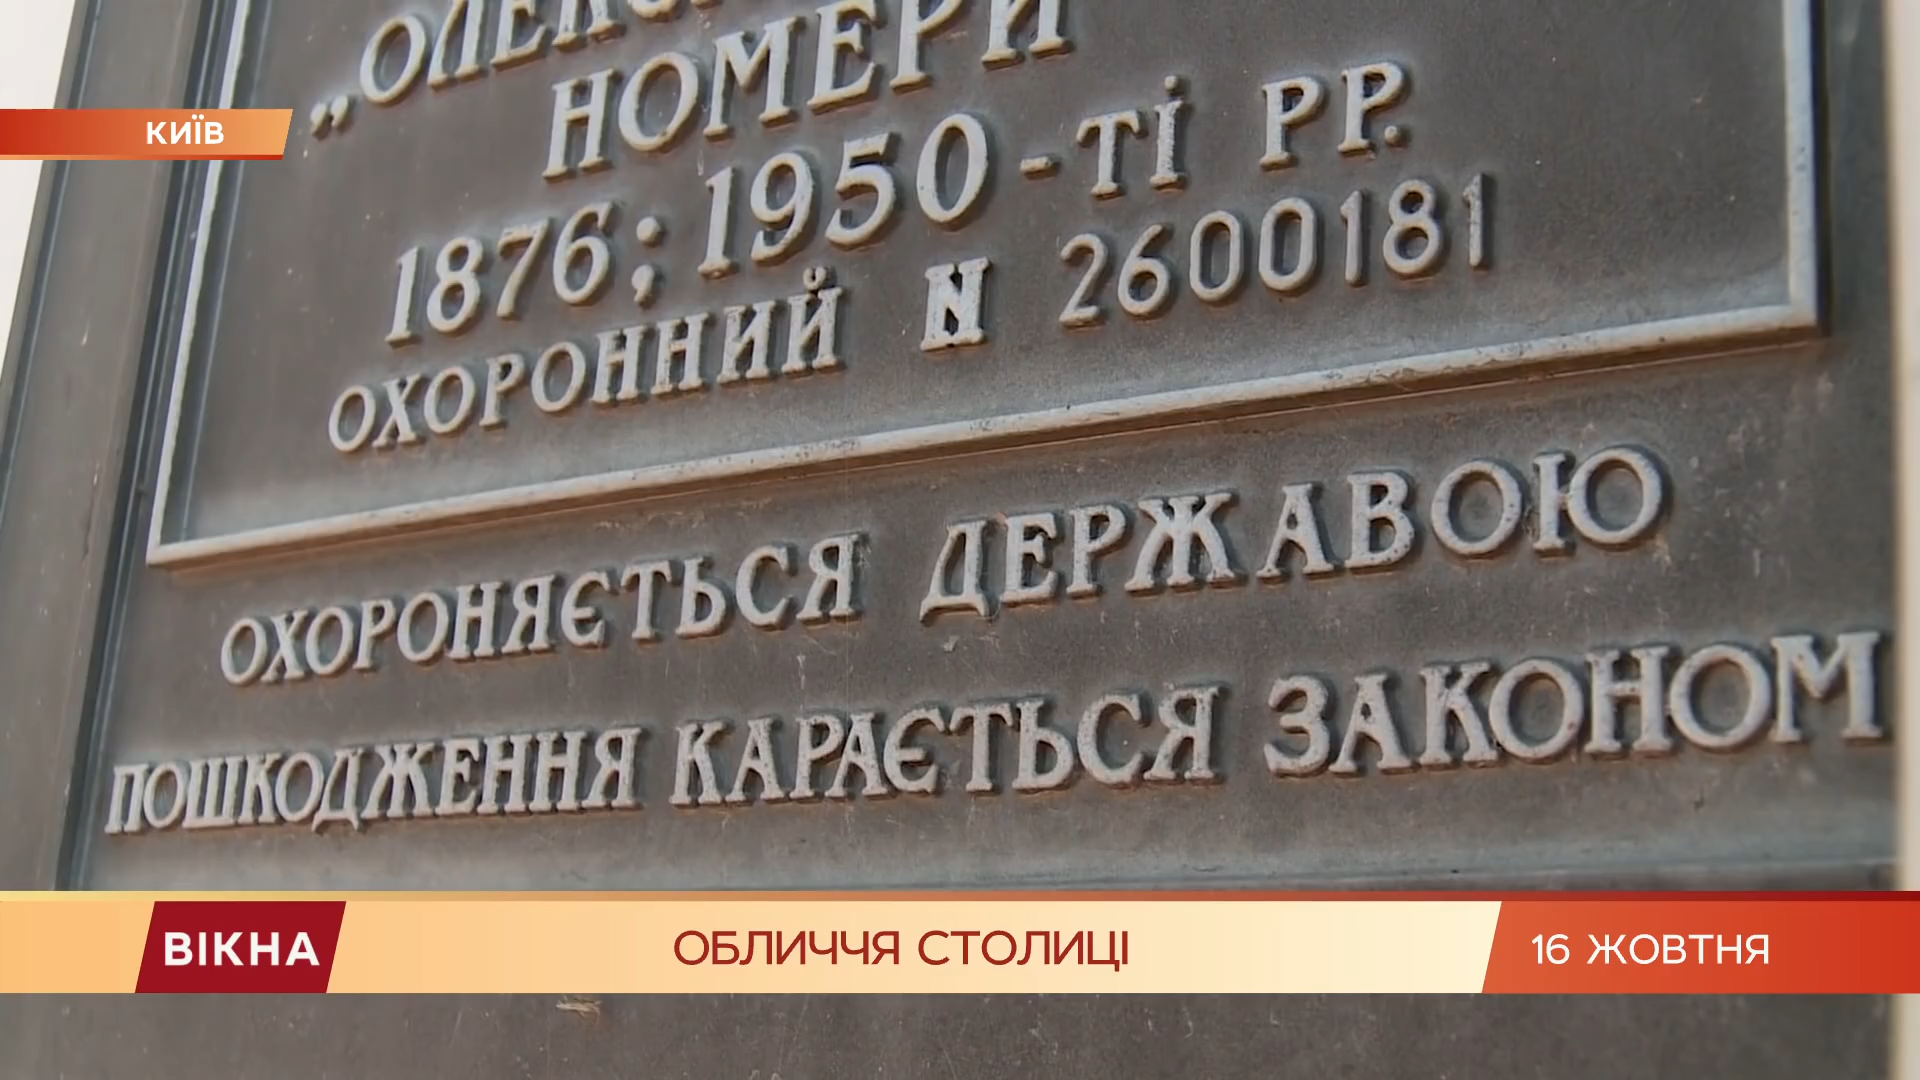 НОМЕРИ
1876; 1950-ті РР.
ОХОРОННИЙ N 2600181
ОХОРОНЯЄТЬСЯ ДЕРЖАВОЮ
ПОШКОДЖЕННЯ КАРАЄТЬСЯ ЗАКОНОМ
КИЇВ
ВІКНА
ОБЛИЧЧЯ СТОЛИЦІ
16 ЖОВТНЯ